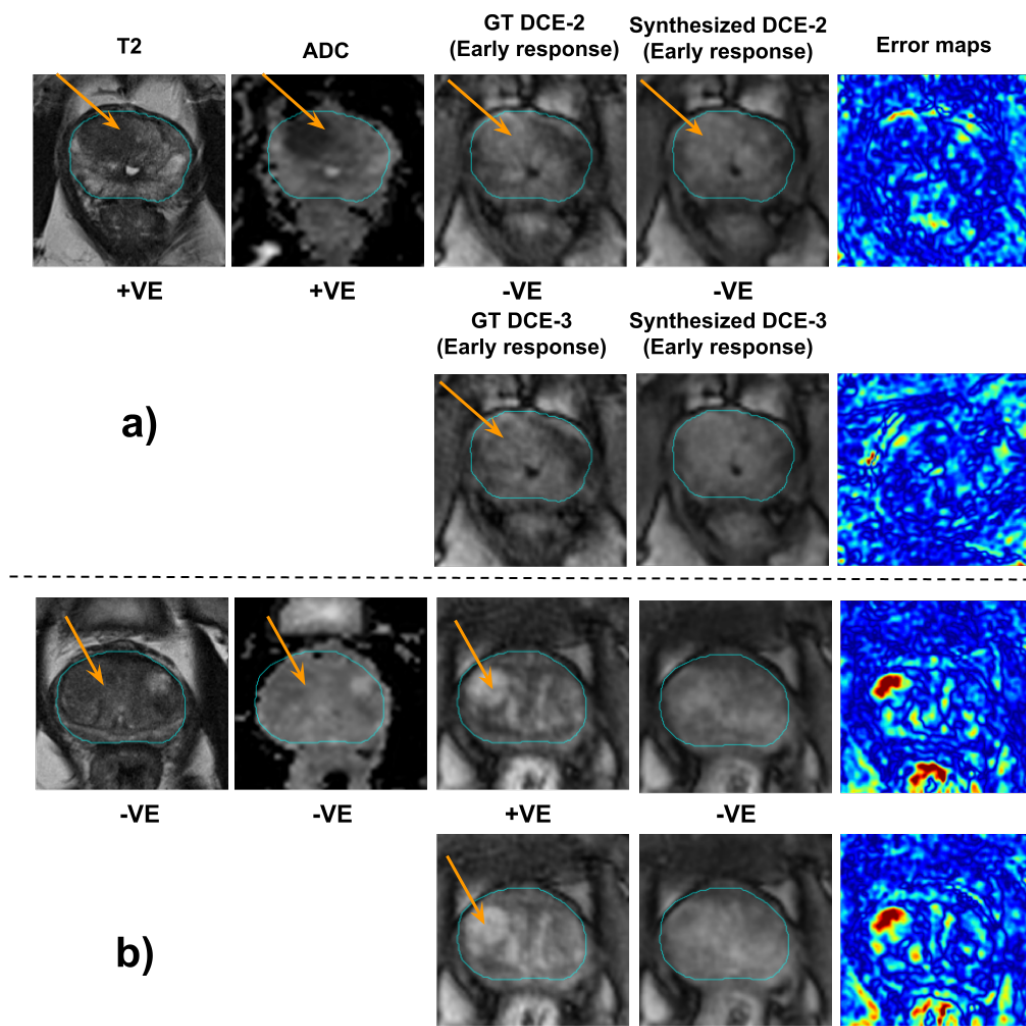 T2
ADC
GT DCE-2
(Early response)
Synthesized DCE-2
(Early response)
Error maps
+VE
+VE
-VE
-VE
GT DCE-3
(Early response)
Synthesized DCE-3
(Early response)
a)
-VE
-VE
+VE
-VE
b)